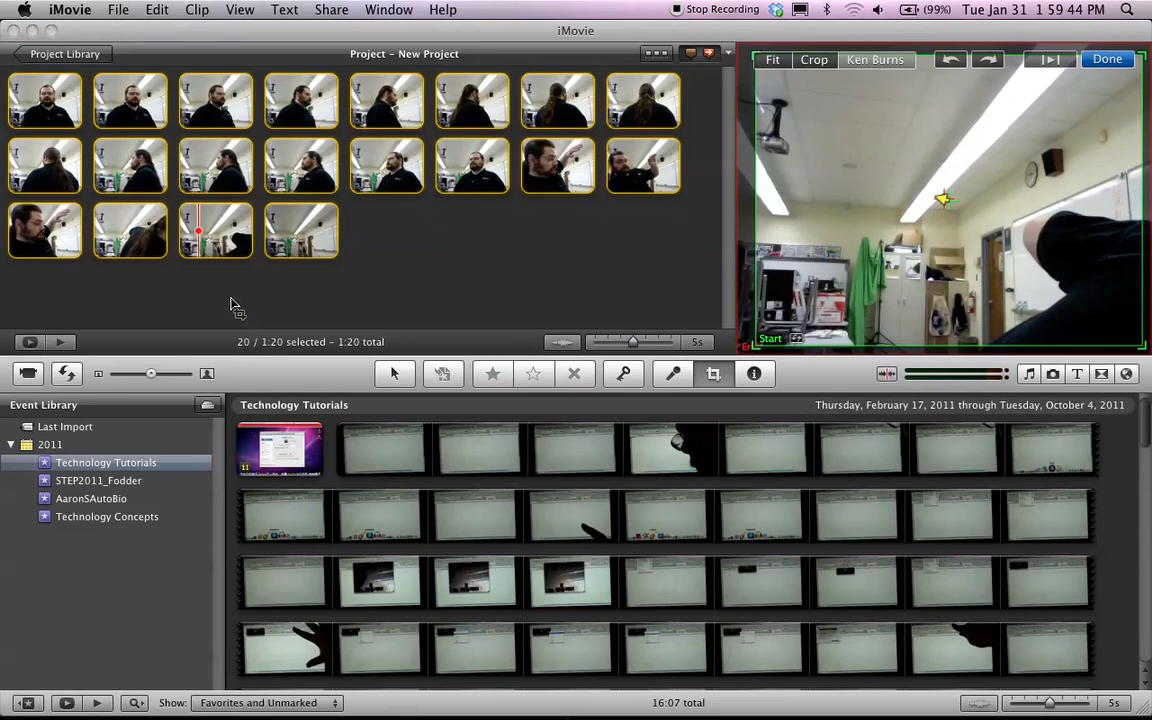 iMovie File Edit Clip View Text Share Window Help Stop Recording (99%) Tue Jan 31 1:59:44 PM
iMovie
Project Library Project - New Project
Fit Crop Ken Burns Done
Start
20 / 1:20 selected - 1:20 total 5s
Event Library Technology Tutorials Thursday, February 17, 2011 through Tuesday, October 4, 2011
Last Import
2011
Technology Tutorials
STEP2011_Fodder
AaronSAutoBio
Technology Concepts
11
Show: Favorites and Unmarked 16:07 total 5s